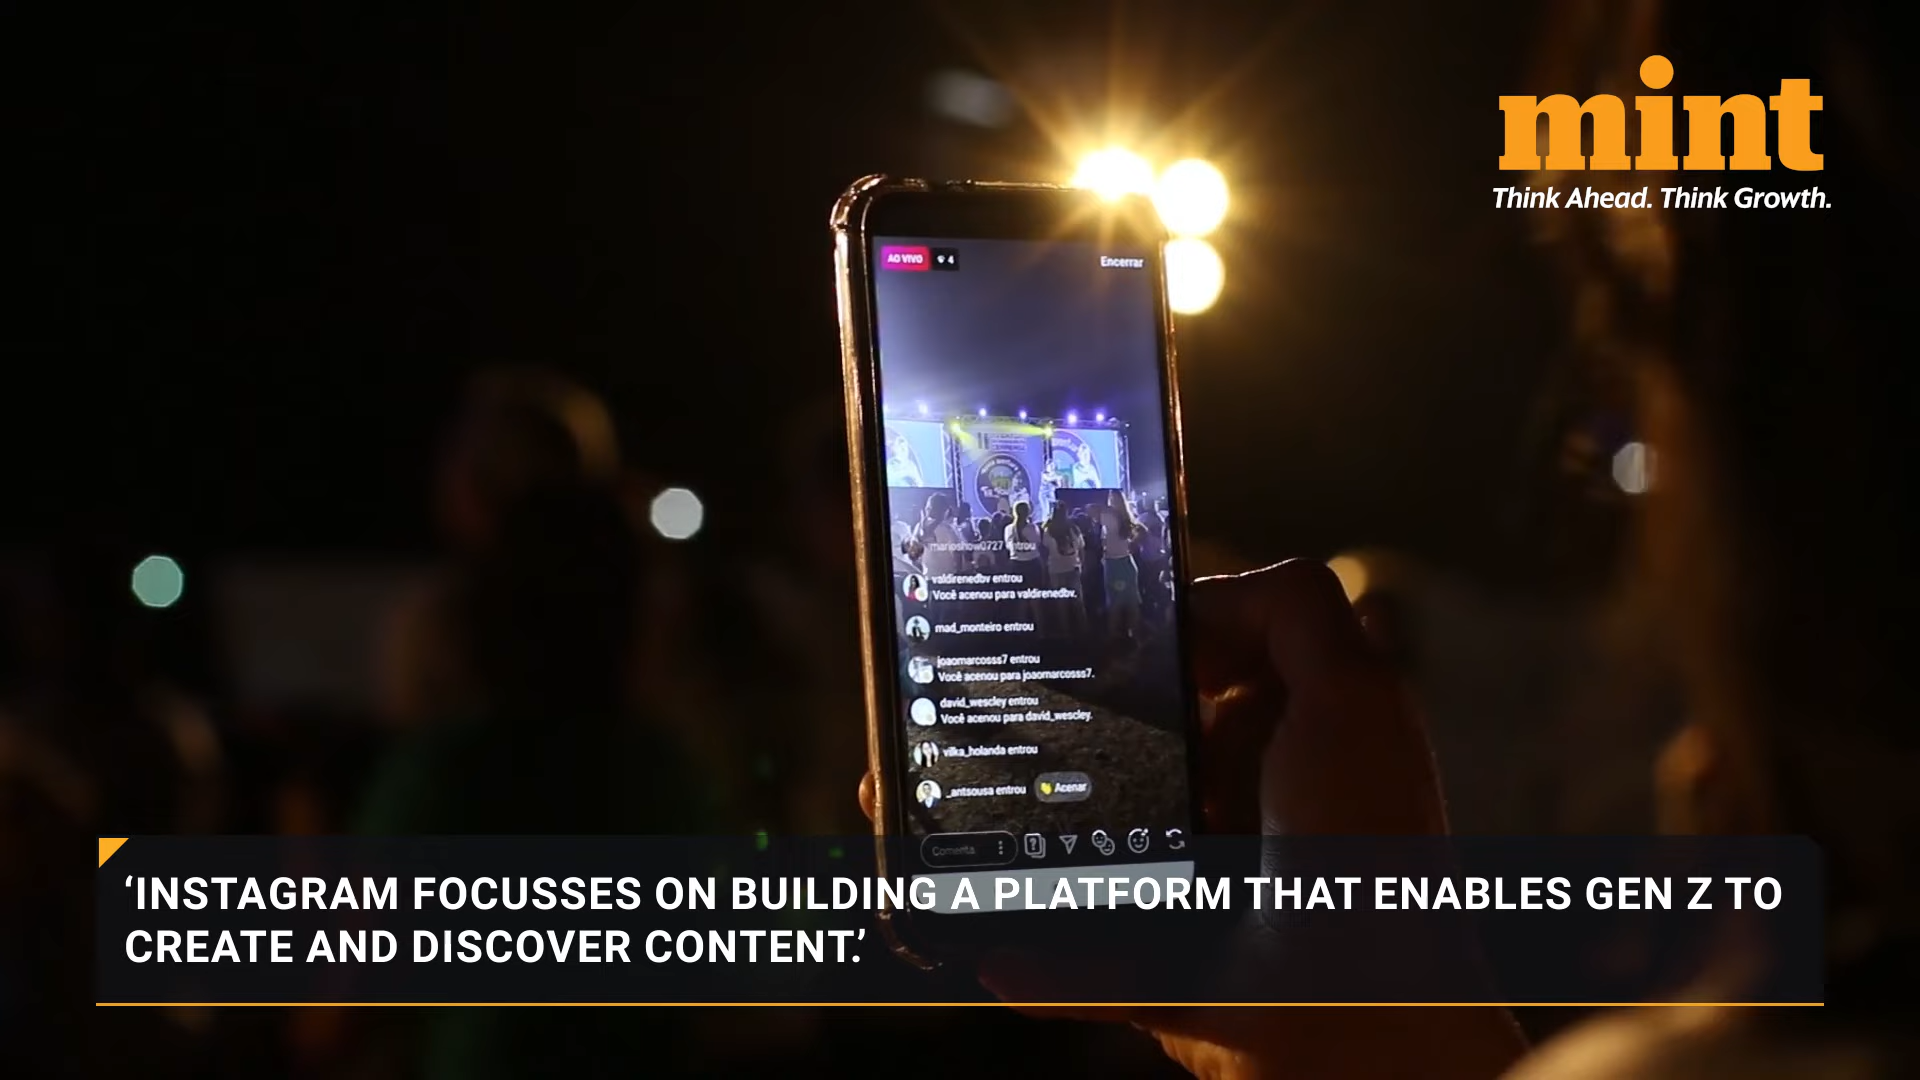 mint
Think Ahead. Think Growth.
AO VIVO
4
Encerrar
marioshow0727 entrou
valdirenedbv entrou
Você acenou para valdirenedbv.
mad_monteiro entrou
joaomarcosss7 entrou
Você acenou para joaomarcosss7.
david_wescley entrou
Você acenou para david_wescley.
vilka_holanda entrou
_antsousa entrou
Acenar
Comenta
‘INSTAGRAM FOCUSSES ON BUILDING A PLATFORM THAT ENABLES GEN Z TO
CREATE AND DISCOVER CONTENT.’